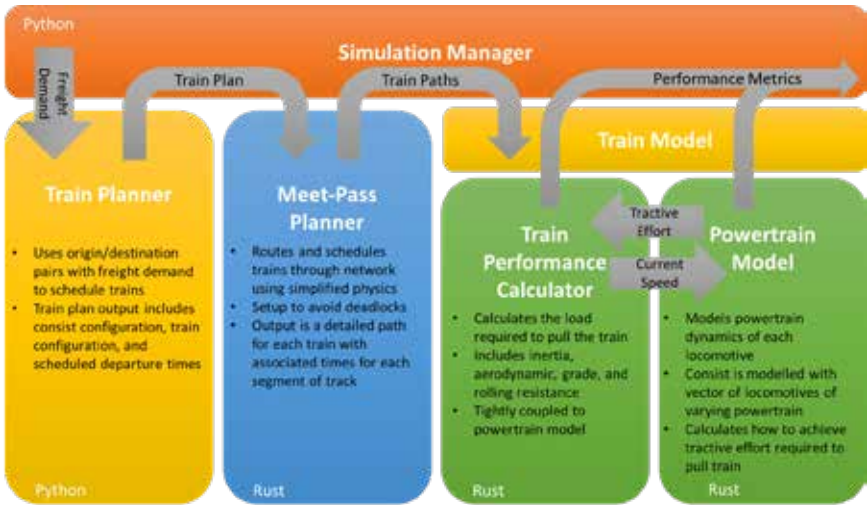 Python
Simulation Manager
Freight
Demand
Train Plan
Train Paths
Performance Metrics
Train Planner
• Uses origin/destination
pairs with freight demand
to schedule trains
• Train plan output includes
consist configuration, train
configuration, and
scheduled departure times
Python
Meet-Pass
Planner
• Routes and schedules
trains through network
using simplified physics
• Setup to avoid deadlocks
• Output is a detailed path
for each train with
associated times for each
segment of track
Rust
Train Model
Train
Performance
Calculator
• Calculates the load
required to pull the train
• Includes inertia,
aerodynamic, grade, and
rolling resistance
• Tightly coupled to
powertrain model
Rust
Tractive
Effort
Current
Speed
Powertrain
Model
• Models powertrain
dynamics of each
locomotive
• Consist is modelled with
vector of locomotives of
varying powertrain
• Calculates how to achieve
tractive effort required to
pull train
Rust